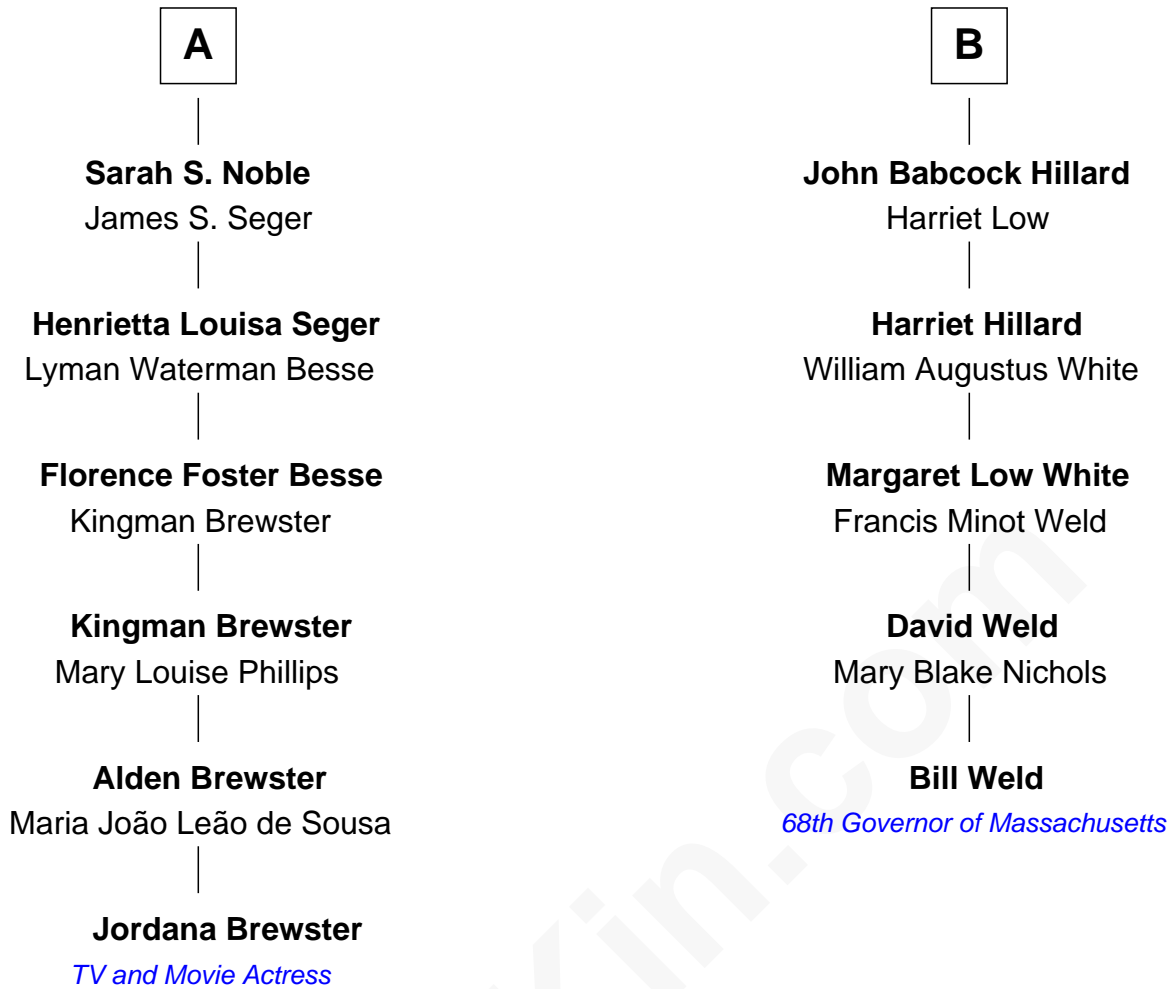 A
Sarah S. Noble
James S. Seger
Henrietta Louisa Seger
Lyman Waterman Besse
Florence Foster Besse
Kingman Brewster
Kingman Brewster
Mary Louise Phillips
Alden Brewster
Maria João Leão de Sousa
Jordana Brewster
TV and Movie Actress
B
John Babcock Hillard
Harriet Low
Harriet Hillard
William Augustus White
Margaret Low White
Francis Minot Weld
David Weld
Mary Blake Nichols
Bill Weld
68th Governor of Massachusetts
Kin.com